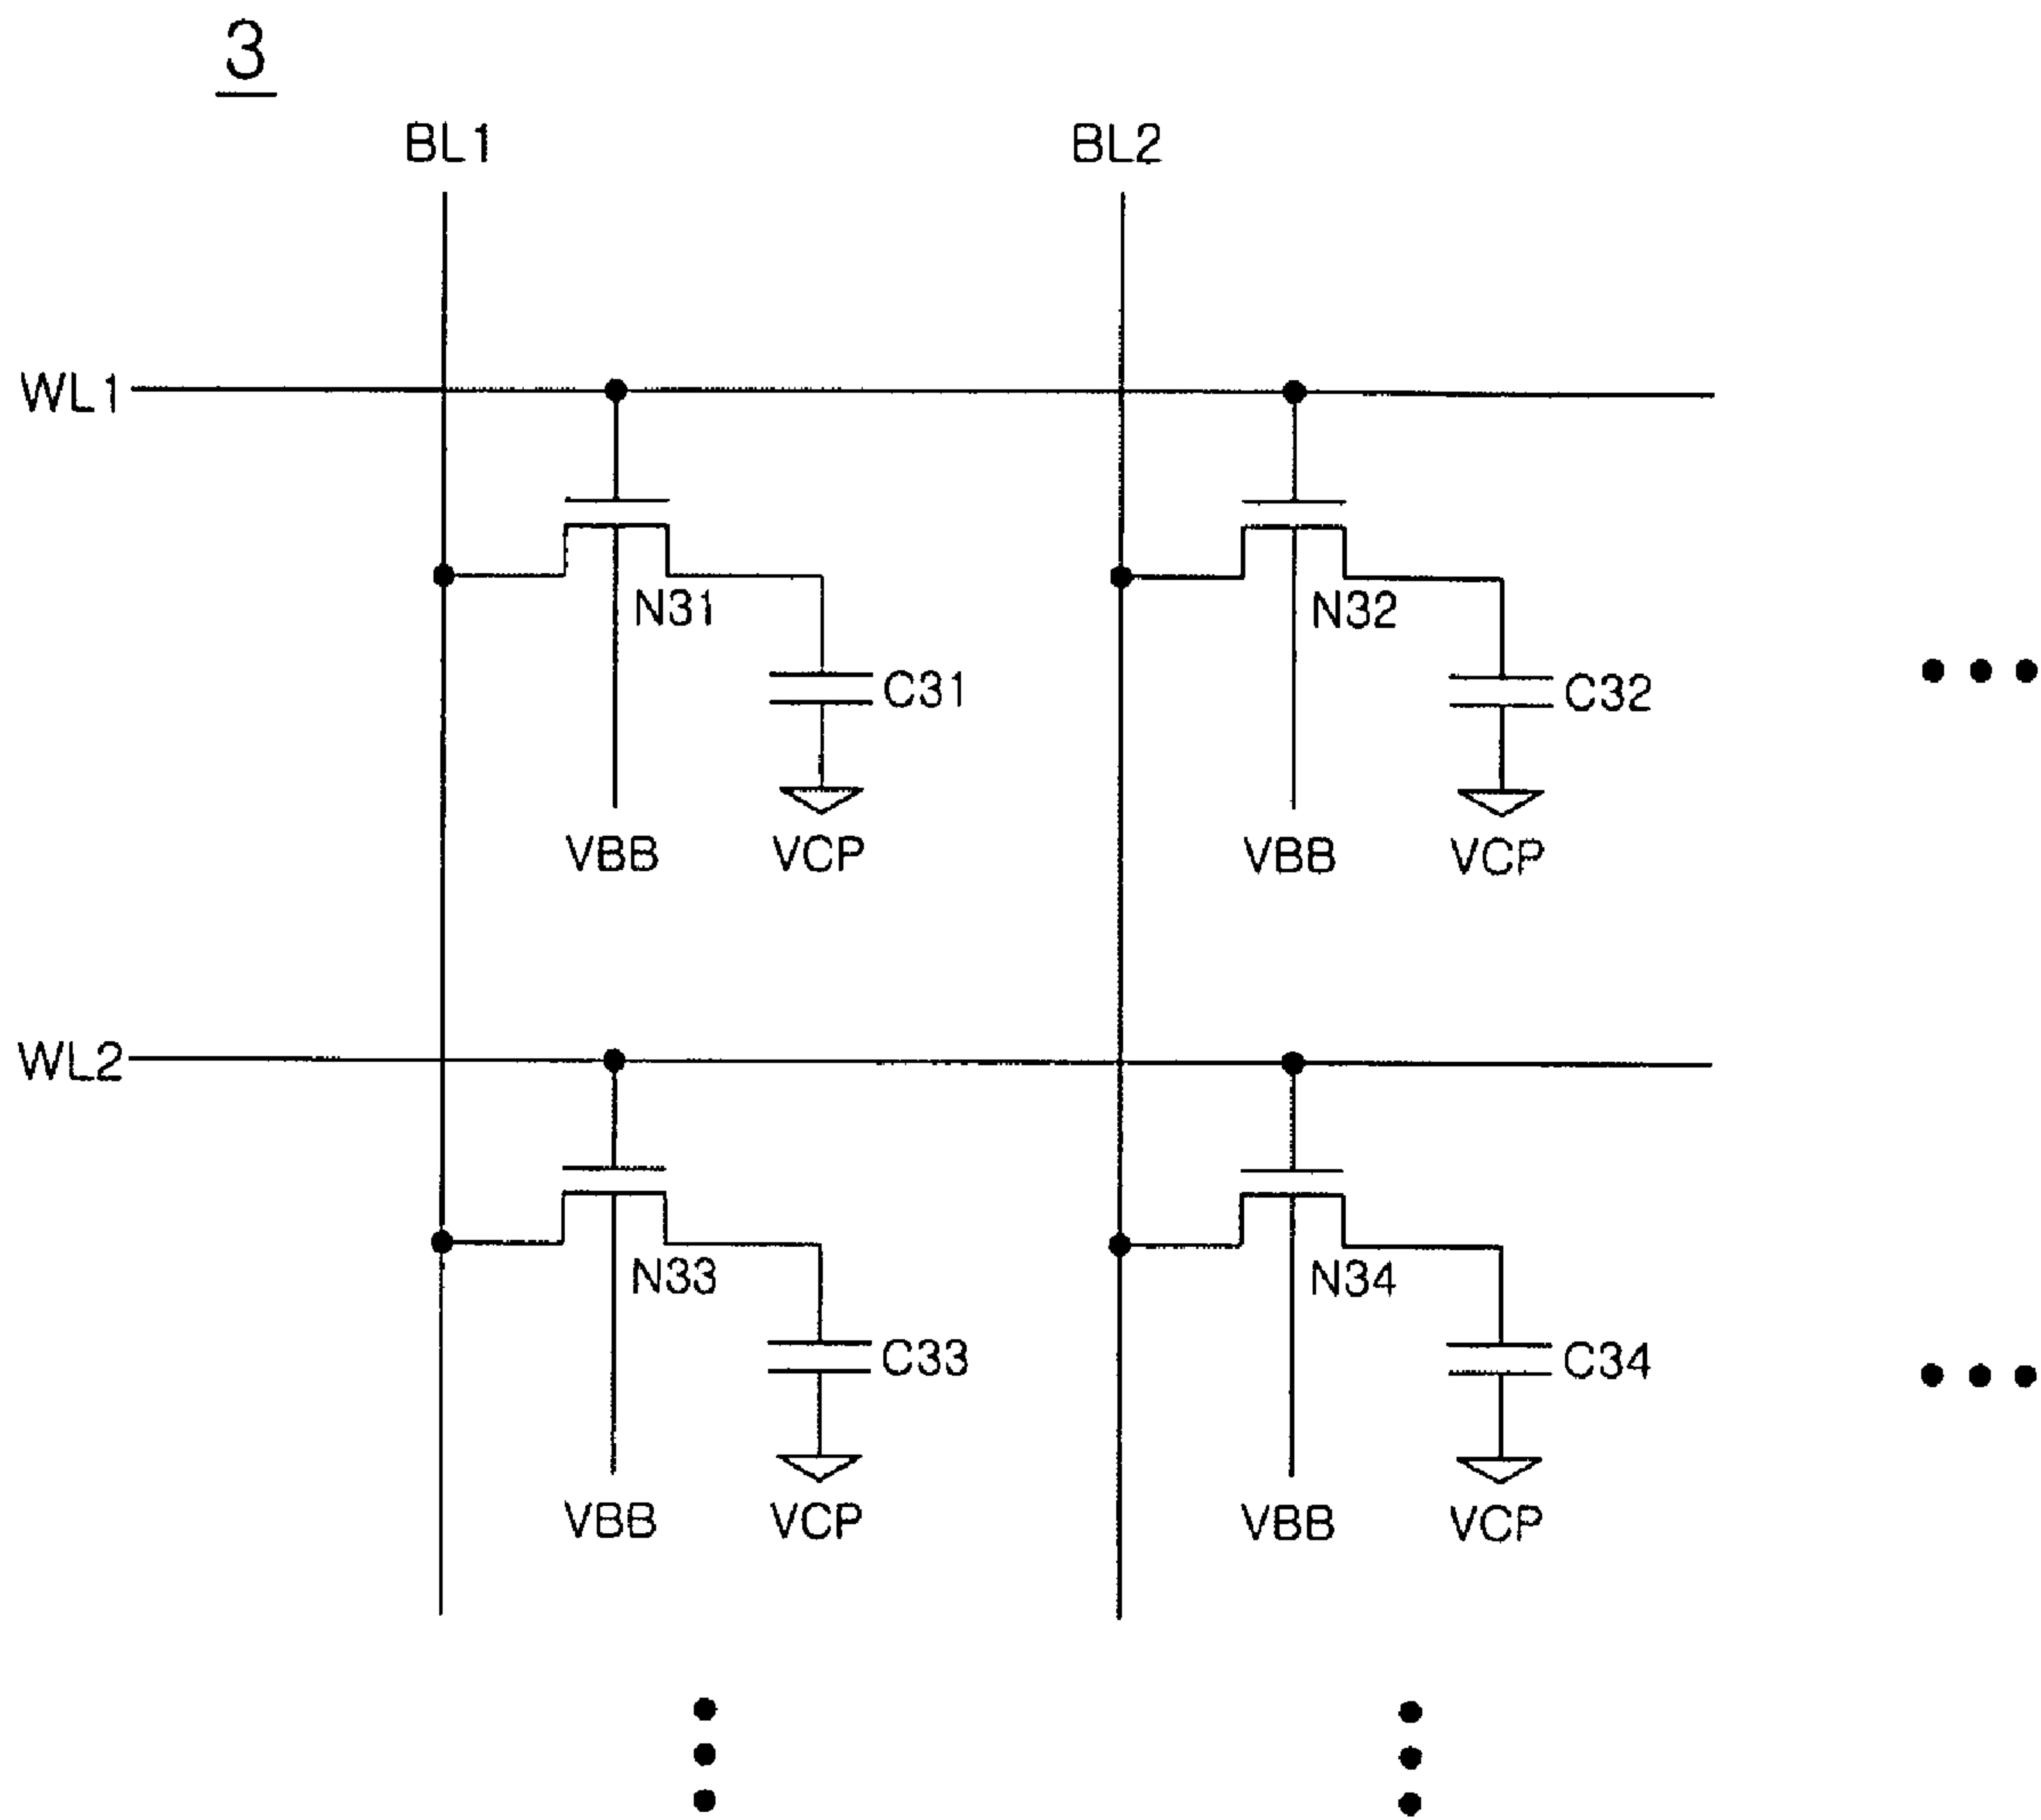 3
BL1 BL2
WL1
N31 N32
C31 C32
VBB VCP VBB VCP
WL2
N33 N34
C33 C34
VBB VCP VBB VCP